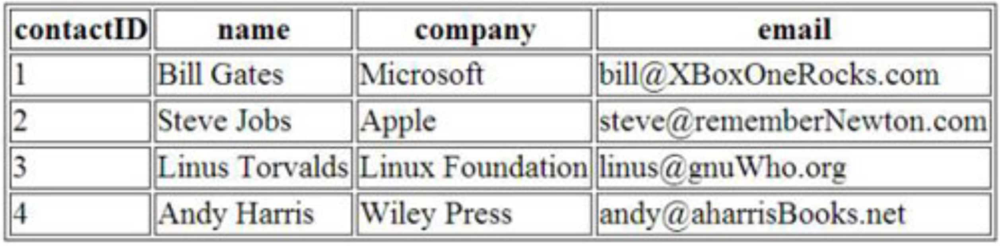 contactID name company email
1 Bill Gates Microsoft bill@XBoxOneRocks.com
2 Steve Jobs Apple steve@rememberNewton.com
3 Linus Torvalds Linux Foundation linus@gnuWho.org
4 Andy Harris Wiley Press andy@aharrisBooks.net